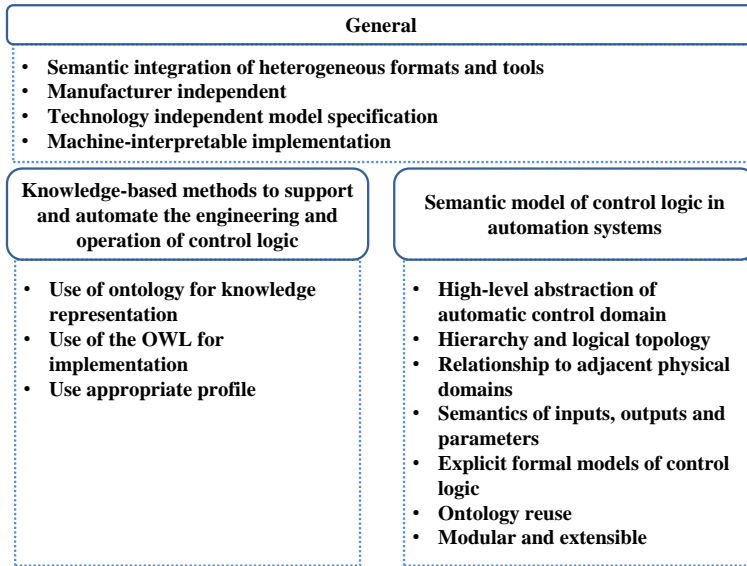 General
• Semantic integration of heterogeneous formats and tools
• Manufacturer independent
• Technology independent model specification
• Machine-interpretable implementation
Knowledge-based methods to support
and automate the engineering and
operation of control logic
• Use of ontology for knowledge
representation
• Use of the OWL for
implementation
• Use appropriate profile
Semantic model of control logic in
automation systems
• High-level abstraction of
automatic control domain
• Hierarchy and logical topology
• Relationship to adjacent physical
domains
• Semantics of inputs, outputs and
parameters
• Explicit formal models of control
logic
• Ontology reuse
• Modular and extensible